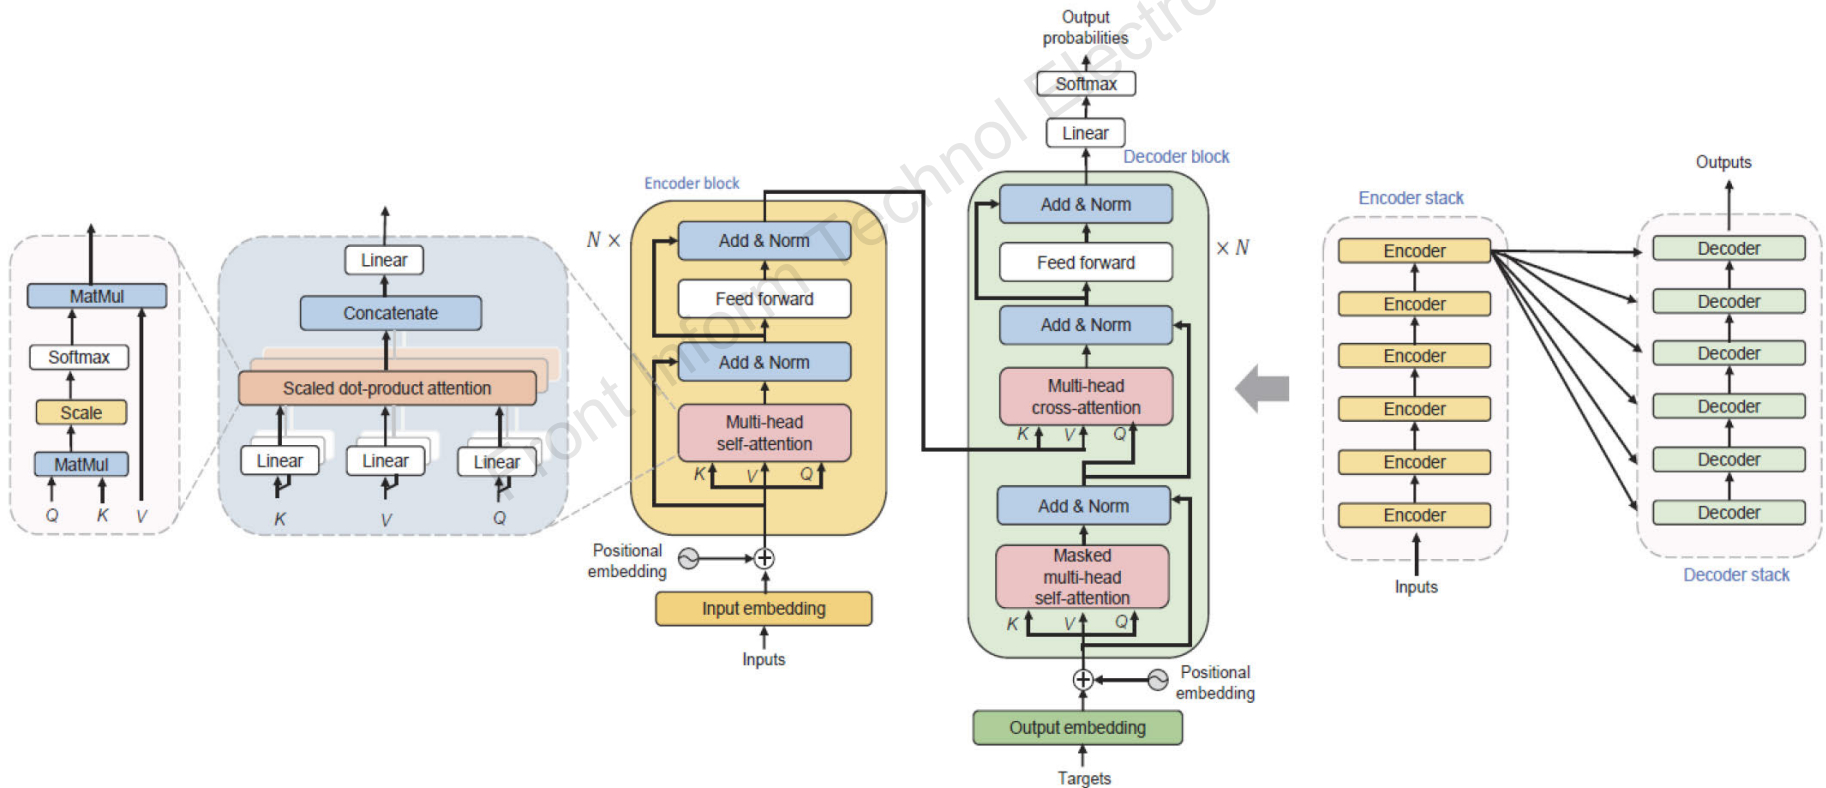 MatMul
Softmax
Scale
MatMul
Q
K
V
Linear
Concatenate
Scaled dot-product attention
Linear
Linear
Linear
K
V
Q
Encoder block
N ×
Add & Norm
Feed forward
Add & Norm
Multi-head
self-attention
K
V
Q
Positional
embedding
Input embedding
Inputs
Output
probabilities
Softmax
Linear
Decoder block
× N
Add & Norm
Feed forward
Add & Norm
Multi-head
cross-attention
K
V
Q
Add & Norm
Masked
multi-head
self-attention
K
V
Q
Positional
embedding
Output embedding
Targets
Encoder stack
Encoder
Encoder
Encoder
Encoder
Encoder
Encoder
Inputs
Outputs
Decoder
Decoder
Decoder
Decoder
Decoder
Decoder
Decoder stack
Front Inform Technol Electro